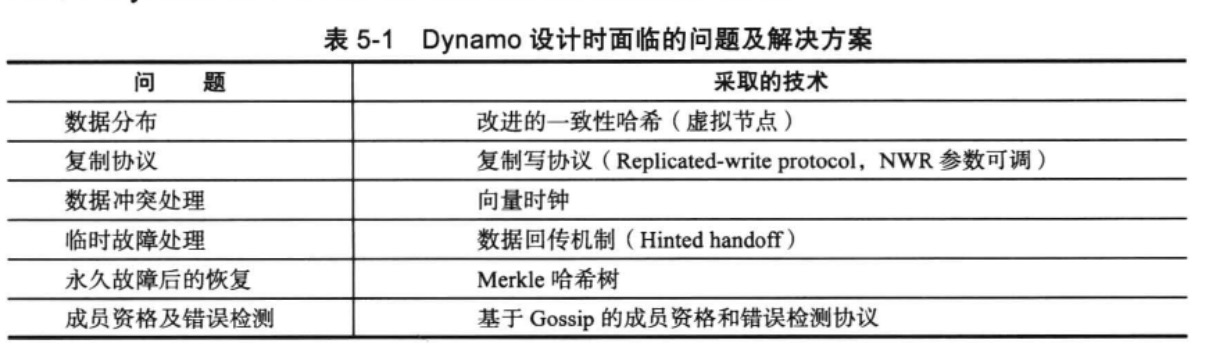 表 5-1 Dynamo 设计时面临的问题及解决方案
问 题 采取的技术
数据分布 改进的一致性哈希（虚拟节点）
复制协议 复制写协议（Replicated-write protocol，NWR 参数可调）
数据冲突处理 向量时钟
临时故障处理 数据回传机制（Hinted handoff）
永久故障后的恢复 Merkle 哈希树
成员资格及错误检测 基于 Gossip 的成员资格和错误检测协议